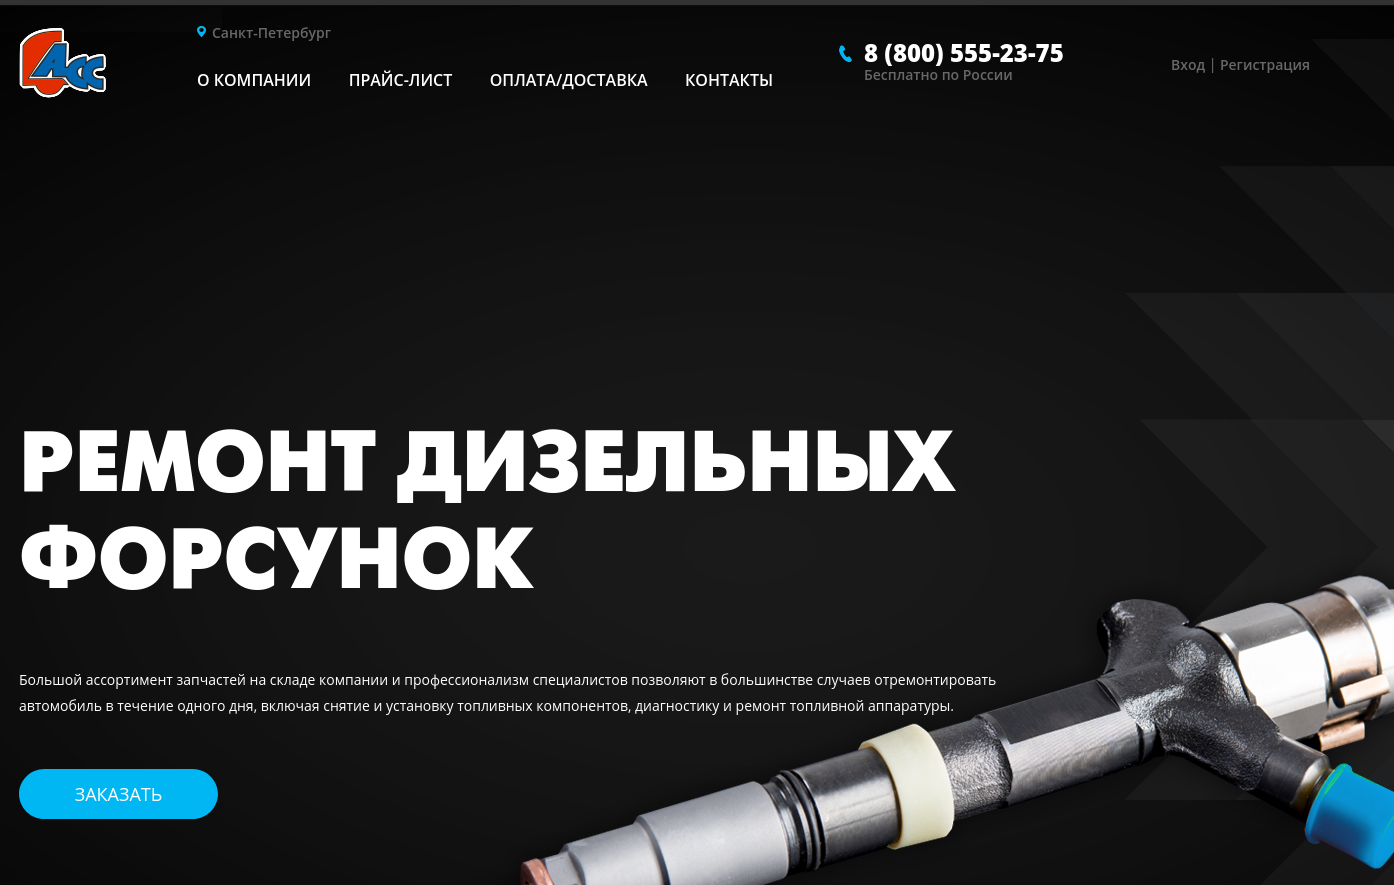 Асс
Санкт-Петербург
О КОМПАНИИ ПРАЙС-ЛИСТ ОПЛАТА/ДОСТАВКА КОНТАКТЫ
8 (800) 555-23-75
Бесплатно по России
Вход | Регистрация
РЕМОНТ ДИЗЕЛЬНЫХ
ФОРСУНОК
Большой ассортимент запчастей на складе компании и профессионализм специалистов позволяют в большинстве случаев отремонтировать
автомобиль в течение одного дня, включая снятие и установку топливных компонентов, диагностику и ремонт топливной аппаратуры.
ЗАКАЗАТЬ